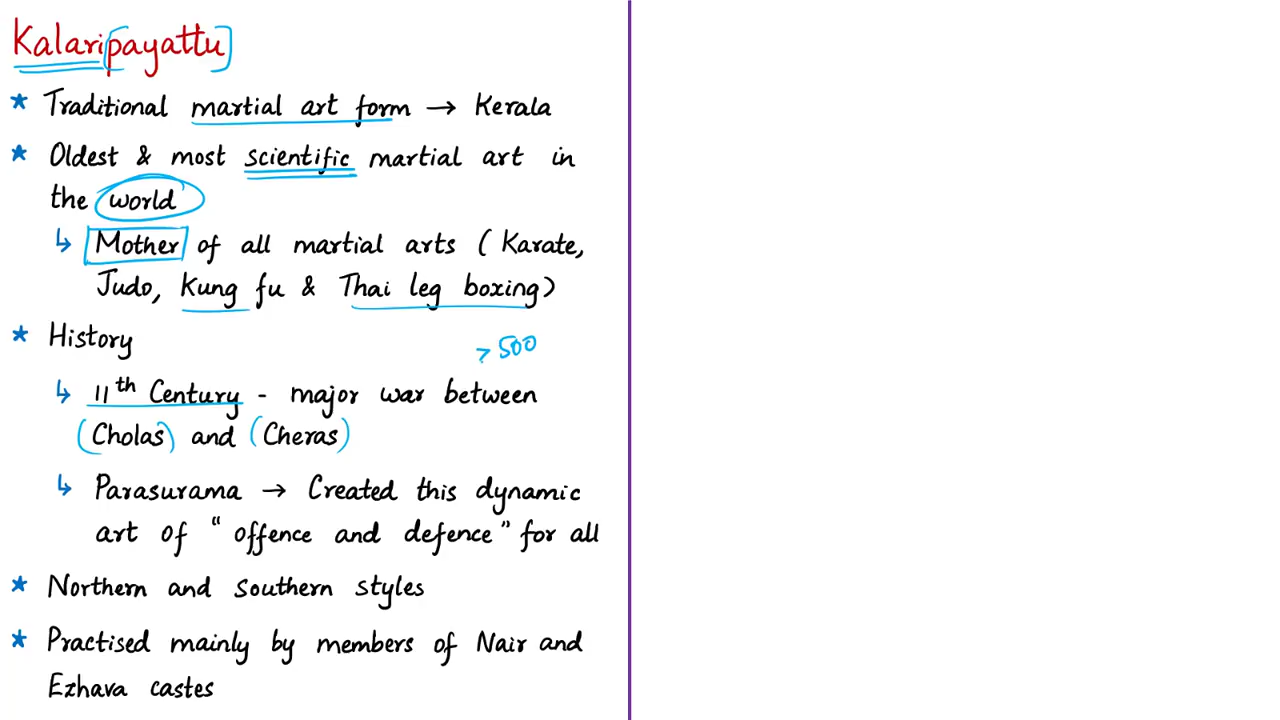 Kalaripayattu
* Traditional martial art form → Kerala
* Oldest & most scientific martial art in
the world
↳ Mother of all martial arts (Karate,
Judo, Kung fu & Thai leg boxing)
* History
> 500
↳ 11th Century - major war between
(Cholas) and (Cheras)
↳ Parasurama → Created this dynamic
art of "offence and defence" for all
* Northern and Southern styles
* Practised mainly by members of Nair and
Ezhava castes